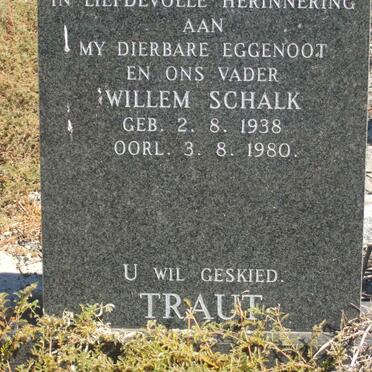 IN LIEFDEVOLLE HERINNERING
AAN
MY DIERBARE EGGENOOT
EN ONS VADER
WILLEM SCHALK
GEB. 2. 8. 1938
OORL. 3. 8. 1980.
U WIL GESKIED.
TRAUT